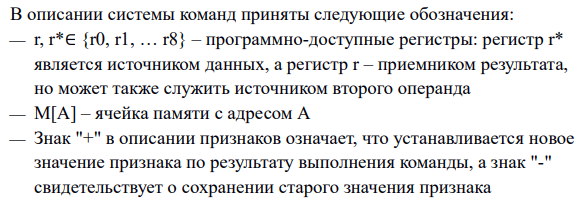 В описании системы команд приняты следующие обозначения:
— r, r*∈ {r0, r1, … r8} – программно-доступные регистры: регистр r*
является источником данных, а регистр r – приемником результата,
но может также служить источником второго операнда
— M[A] – ячейка памяти с адресом A
— Знак "+" в описании признаков означает, что устанавливается новое
значение признака по результату выполнения команды, а знак "-"
свидетельствует о сохранении старого значения признака